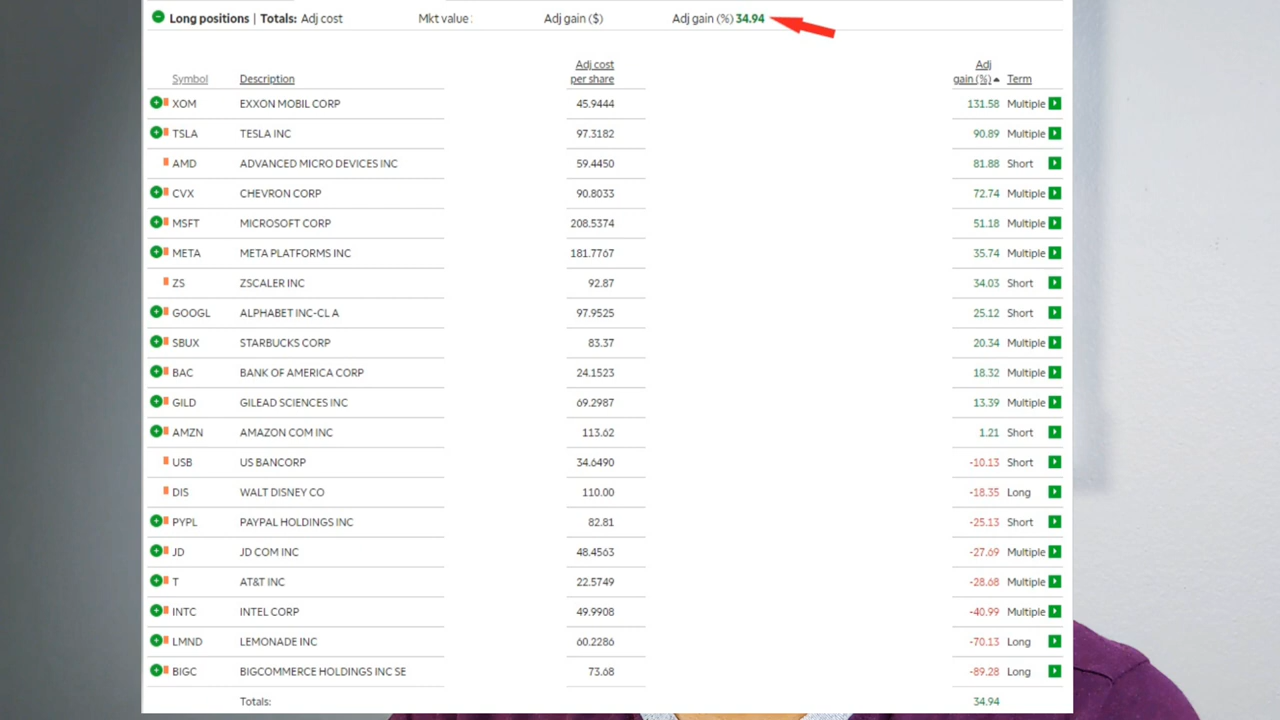 Long positions | Totals: Adj cost Mkt value : Adj gain ($) Adj gain (%) 34.94
Symbol Description Adj cost per share Adj gain (%) Term
XOM EXXON MOBIL CORP 45.9444 131.58 Multiple
TSLA TESLA INC 97.3182 90.89 Multiple
AMD ADVANCED MICRO DEVICES INC 59.4450 81.88 Short
CVX CHEVRON CORP 90.8033 72.74 Multiple
MSFT MICROSOFT CORP 208.5374 51.18 Multiple
META META PLATFORMS INC 181.7767 35.74 Multiple
ZS ZSCALER INC 92.87 34.03 Short
GOOGL ALPHABET INC-CL A 97.9525 25.12 Short
SBUX STARBUCKS CORP 83.37 20.34 Multiple
BAC BANK OF AMERICA CORP 24.1523 18.32 Multiple
GILD GILEAD SCIENCES INC 69.2987 13.39 Multiple
AMZN AMAZON COM INC 113.62 1.21 Short
USB US BANCORP 34.6490 -10.13 Short
DIS WALT DISNEY CO 110.00 -18.35 Long
PYPL PAYPAL HOLDINGS INC 82.81 -25.13 Short
JD JD COM INC 48.4563 -27.69 Multiple
T AT&T INC 22.5749 -28.68 Multiple
INTC INTEL CORP 49.9908 -40.99 Multiple
LMND LEMONADE INC 60.2286 -70.13 Long
BIGC BIGCOMMERCE HOLDINGS INC SE 73.68 -89.28 Long
Totals: 34.94